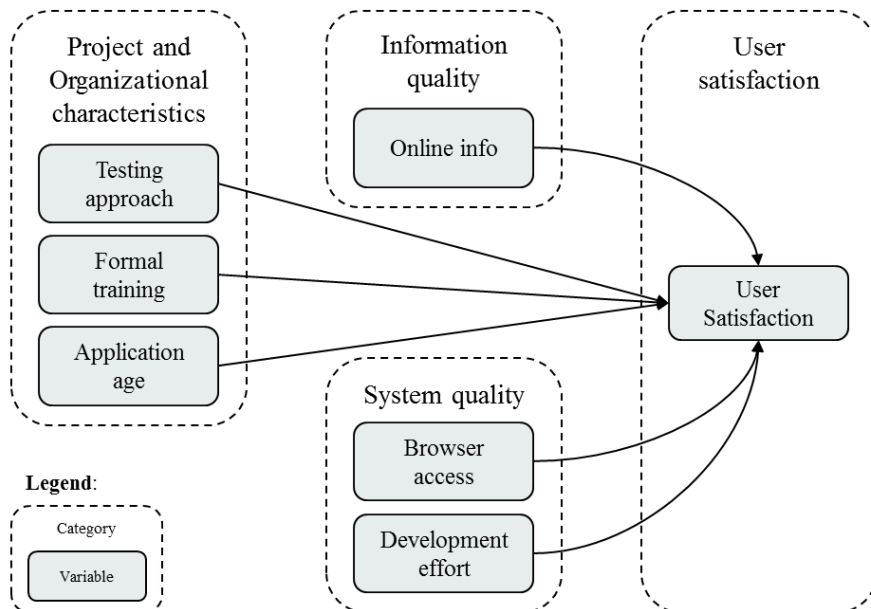 Project and
Organizational
characteristics
Testing
approach
Formal
training
Application
age
Information
quality
Online info
System quality
Browser
access
Development
effort
User
satisfaction
User
Satisfaction
Legend:
Category
Variable